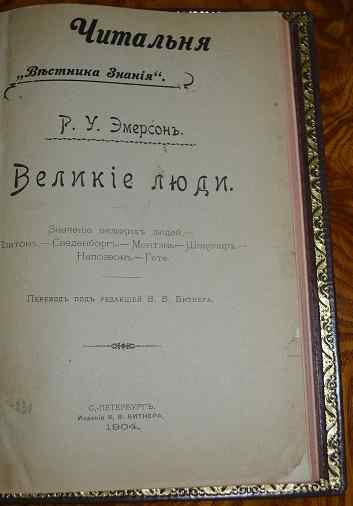 Читальня
„Вѣстника Знанія“.
Р. У. Эмерсонъ.
Великіе люди.
Значеніе великихъ людей.—
Платонъ.—Сведенборгъ.—Монтэнь.—Шекспиръ.—
Наполеонъ.—Гете.
Переводъ подъ редакціей В. В. Битнера.
С.-ПЕТЕРБУРГЪ.
Изданіе В. В. БИТНЕРА.
1904.